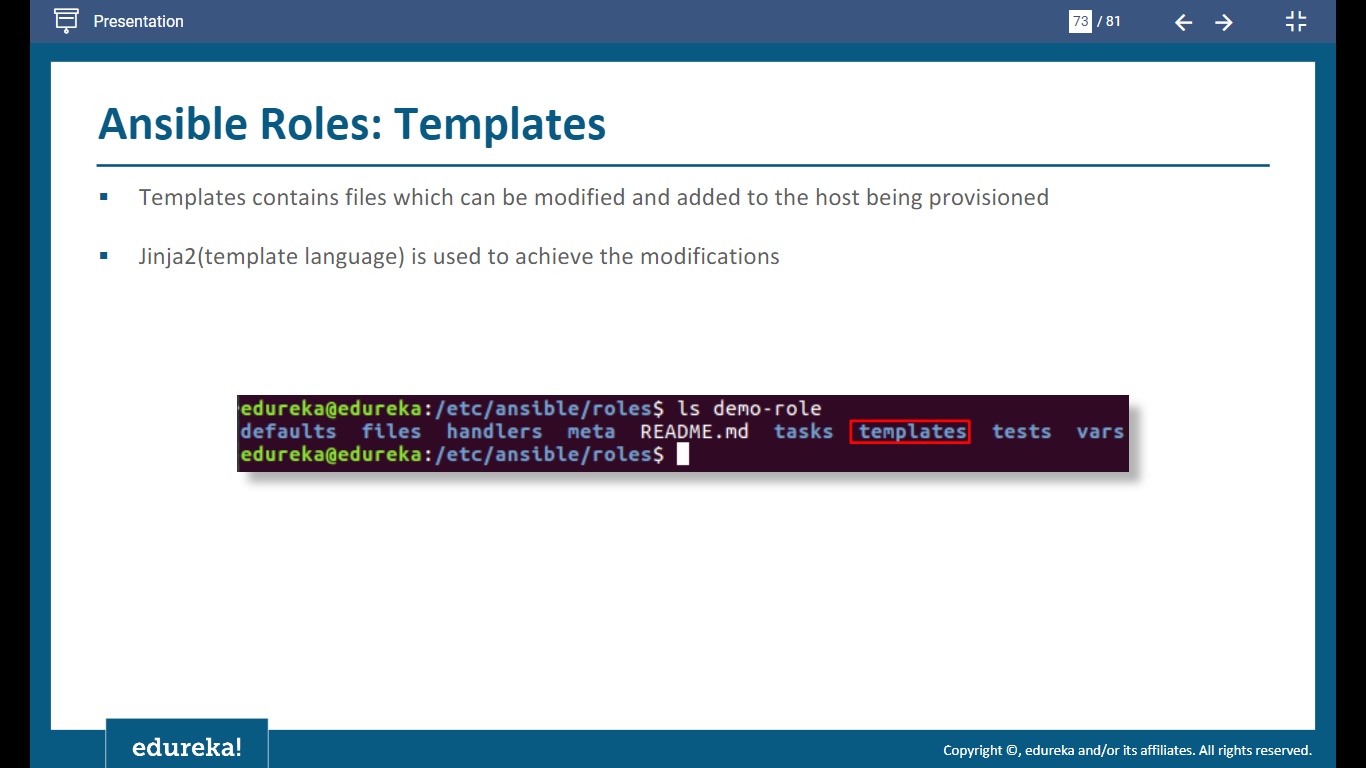 Presentation
73 / 81
Ansible Roles: Templates
▪ Templates contains files which can be modified and added to the host being provisioned
▪ Jinja2(template language) is used to achieve the modifications
edureka@edureka:/etc/ansible/roles$ ls demo-role
defaults files handlers meta README.md tasks templates tests vars
edureka@edureka:/etc/ansible/roles$
edureka!
Copyright ©, edureka and/or its affiliates. All rights reserved.